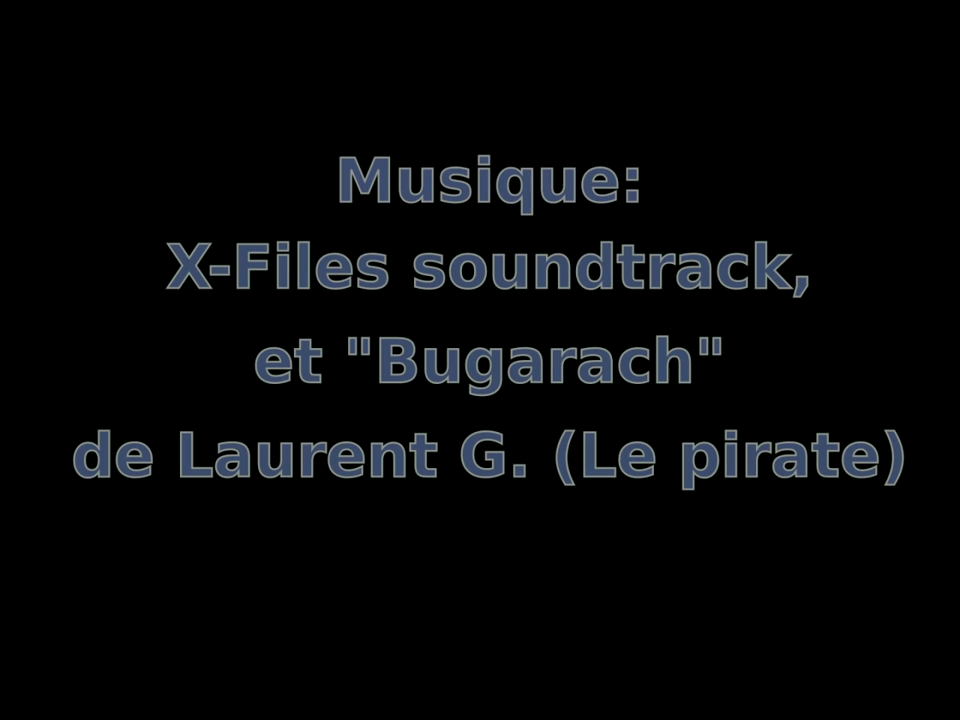 Musique:
X-Files soundtrack,
et "Bugarach"
de Laurent G. (Le pirate)